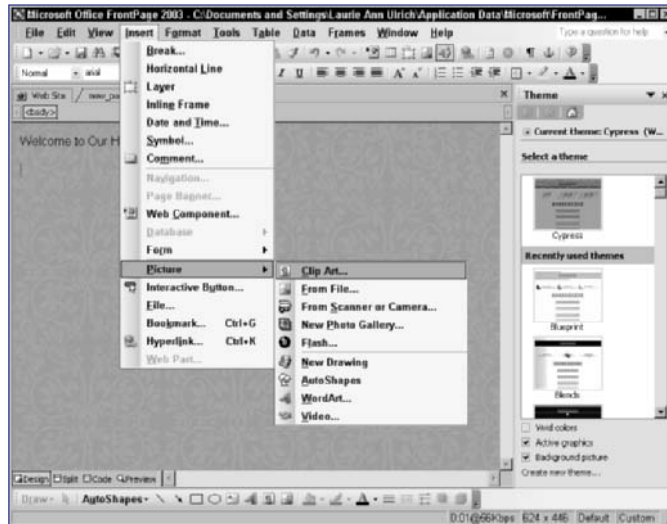 Microsoft Office FrontPage 2003 - C:\Documents and Settings\Laurie Ann Ulrich\Application Data\Microsoft\FrontPag...
File Edit View Insert Format Tools Table Data Frames Window Help
Type a question for help
Normal arial
Web Site new_pa
<body>
Welcome to Our H
Break...
Horizontal Line
Layer
Inline Frame
Date and Time...
Symbol...
Comment...
Navigation...
Page Banner...
Web Component...
Database
Form
Picture
Interactive Button...
File...
Bookmark... Ctrl+G
Hyperlink... Ctrl+K
Web Part...
Clip Art...
From File...
From Scanner or Camera...
New Photo Gallery...
Flash...
New Drawing
AutoShapes
WordArt...
Video...
Theme
Current theme: Cypress (W...
Select a theme
Cypress
Recently used themes
Blueprint
Blends
Vivid colors
Active graphics
Background picture
Create new theme...
Design Split Code Preview
Draw AutoShapes
0:01@56Kbps 624 x 446 Default Custom